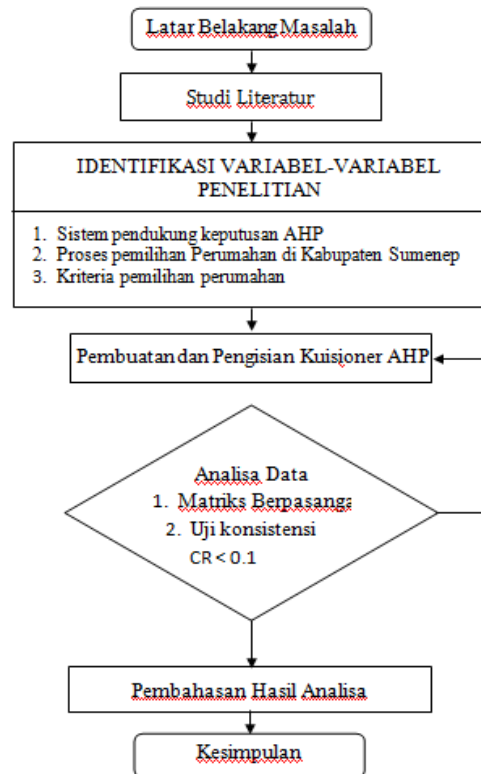 Latar Belakang Masalah
Studi Literatur
IDENTIFIKASI VARIABEL-VARIABEL
PENELITIAN
1. Sistem pendukung keputusan AHP
2. Proses pemilihan Perumahan di Kabupaten Sumenep
3. Kriteria pemilihan perumahan
Pembuatan dan Pengisian Kuisjoner AHP
Analisa Data
1. Matriks Berpasanga
2. Uji konsistensi
CR < 0.1
Pembahasan Hasil Analisa
Kesimpulan